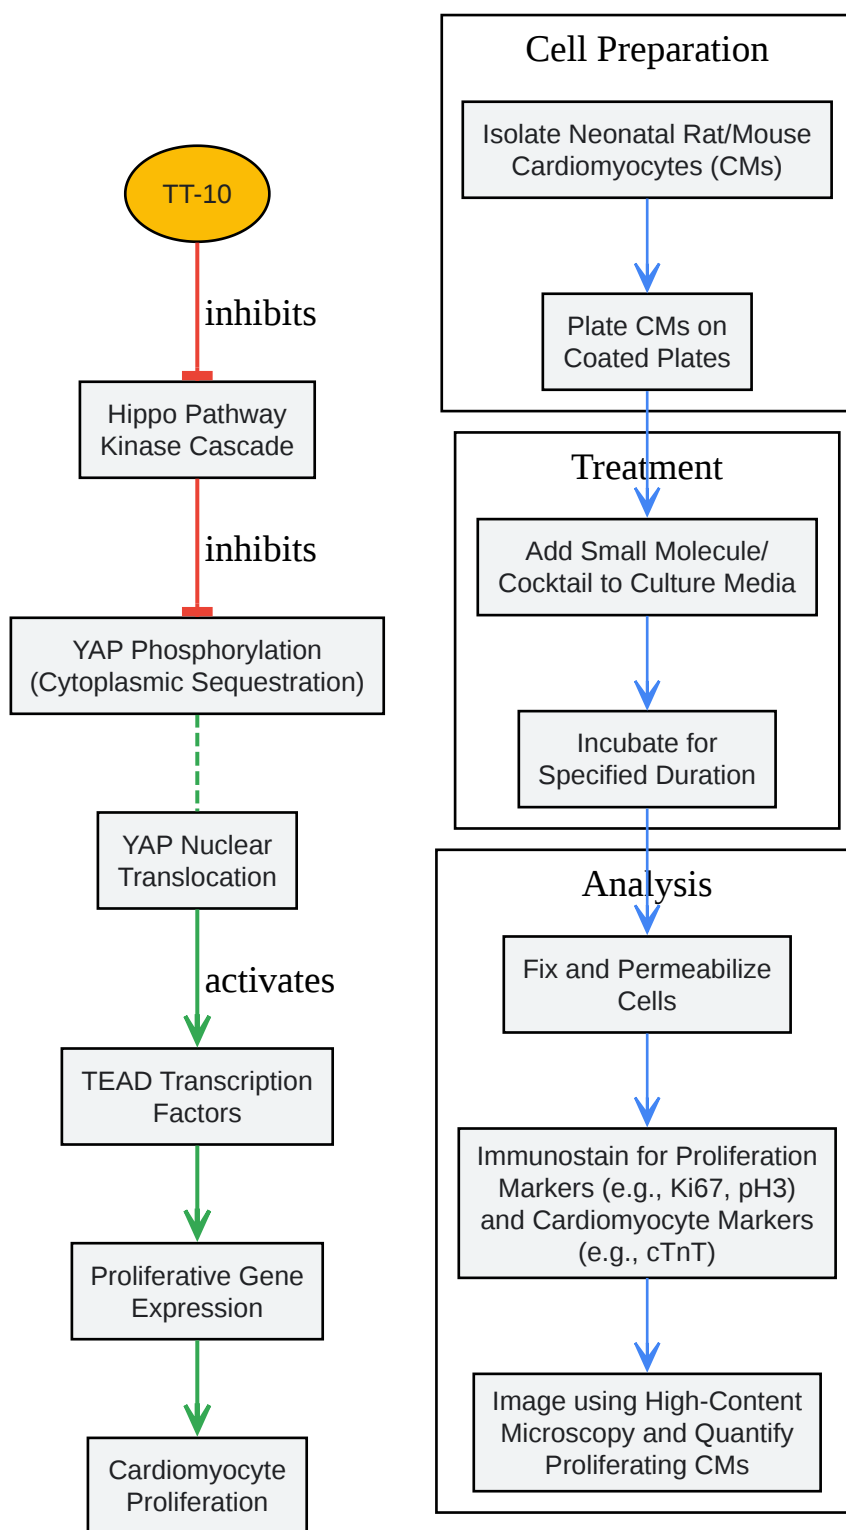 TT-10
inhibits
Hippo Pathway
Kinase Cascade
inhibits
YAP Phosphorylation
(Cytoplasmic Sequestration)
YAP Nuclear
Translocation
activates
TEAD Transcription
Factors
Proliferative Gene
Expression
Cardiomyocyte
Proliferation
Cell Preparation
Isolate Neonatal Rat/Mouse
Cardiomyocytes (CMs)
Plate CMs on
Coated Plates
Treatment
Add Small Molecule/
Cocktail to Culture Media
Incubate for
Specified Duration
Analysis
Fix and Permeabilize
Cells
Immunostain for Proliferation
Markers (e.g., Ki67, pH3)
and Cardiomyocyte Markers
(e.g., cTnT)
Image using High-Content
Microscopy and Quantify
Proliferating CMs